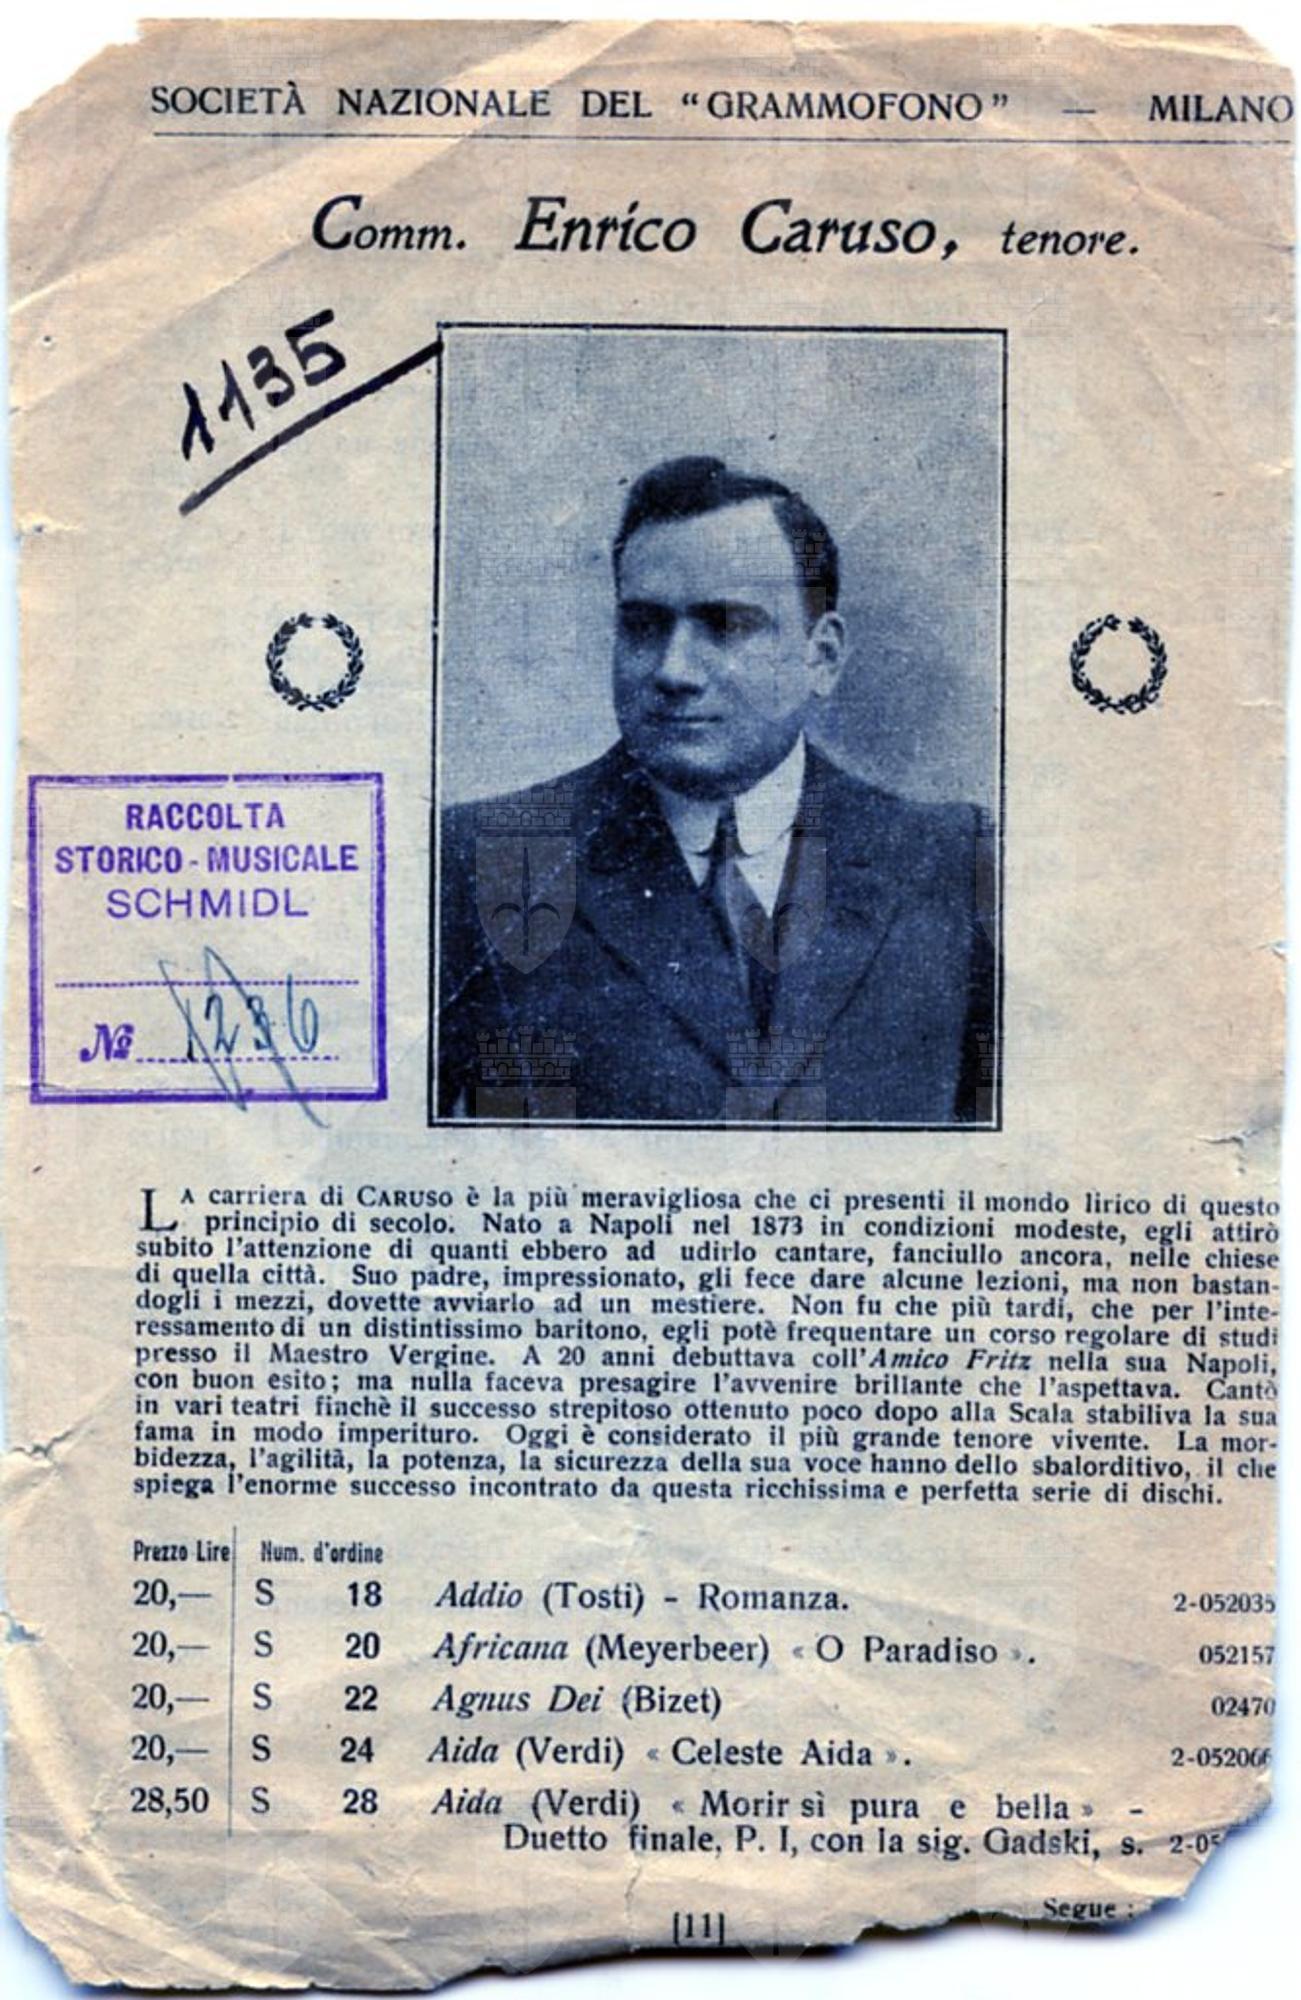 SOCIETÀ NAZIONALE DEL “GRAMMOFONO” — MILANO
Comm. Enrico Caruso, tenore.
1135
RACCOLTA
STORICO - MUSICALE
SCHMIDL
№ 1236
LA carriera di CARUSO è la più meravigliosa che ci presenti il mondo lirico di questo
principio di secolo. Nato a Napoli nel 1873 in condizioni modeste, egli attirò
subito l'attenzione di quanti ebbero ad udirlo cantare, fanciullo ancora, nelle chiese
di quella città. Suo padre, impressionato, gli fece dare alcune lezioni, ma non bastan-
dogli i mezzi, dovette avviarlo ad un mestiere. Non fu che più tardi, che per l'inte-
ressamento di un distintissimo baritono, egli potè frequentare un corso regolare di studi
presso il Maestro Vergine. A 20 anni debuttava coll'Amico Fritz nella sua Napoli,
con buon esito; ma nulla faceva presagire l'avvenire brillante che l'aspettava. Cantò
in vari teatri finchè il successo strepitoso ottenuto poco dopo alla Scala stabiliva la sua
fama in modo imperituro. Oggi è considerato il più grande tenore vivente. La mor-
bidezza, l'agilità, la potenza, la sicurezza della sua voce hanno dello sbalorditivo, il che
spiega l'enorme successo incontrato da questa ricchissima e perfetta serie di dischi.
Prezzo Lire Num. d'ordine
20,— S 18 Addio (Tosti) - Romanza. 2-052035
20,— S 20 Africana (Meyerbeer) « O Paradiso ». 052157
20,— S 22 Agnus Dei (Bizet) 02470
20,— S 24 Aida (Verdi) « Celeste Aida ». 2-052066
28,50 S 28 Aida (Verdi) « Morir sì pura e bella » -
Duetto finale, P. I, con la sig. Gadski, s. 2-05
Segue :
[11]